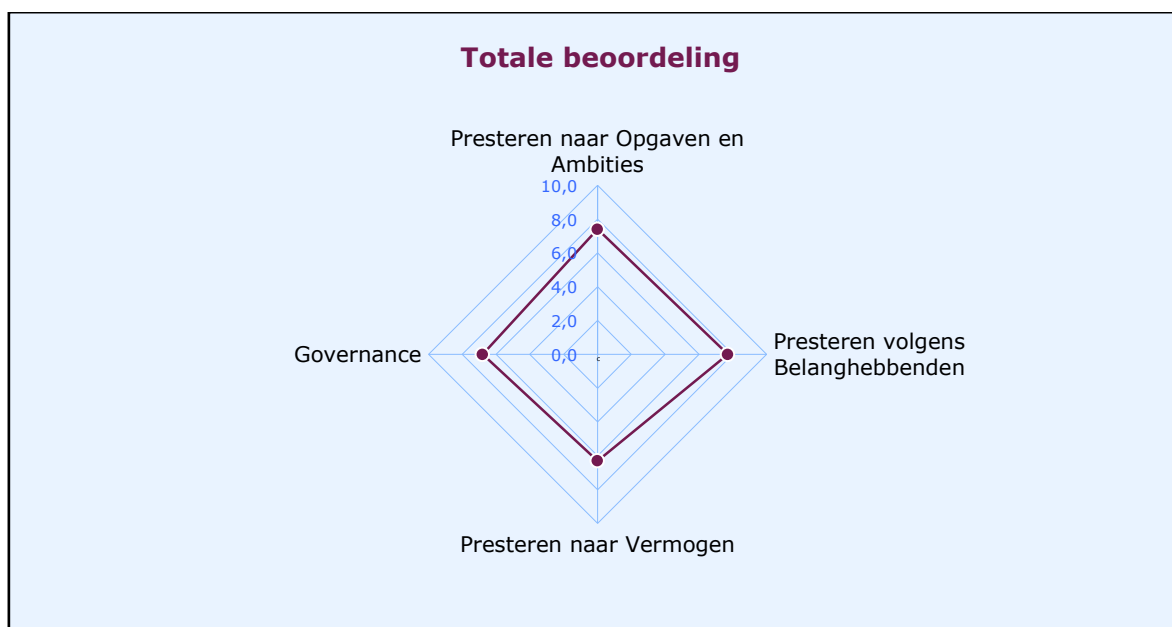 Totale beoordeling
Presteren naar Opgaven en
Ambities
10,0
8,0
6,0
4,0
2,0
0,0
c
Governance
Presteren volgens
Belanghebbenden
Presteren naar Vermogen